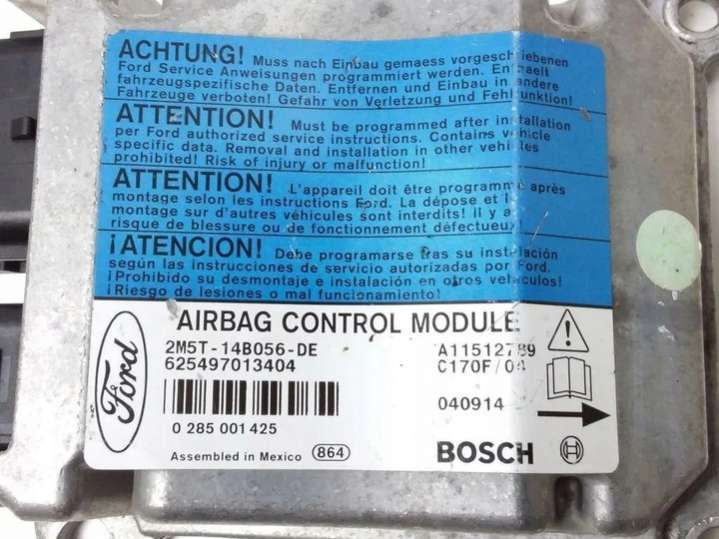 ACHTUNG! Muss nach Einbau gemaess vorgeschriebenen
Ford Service Anweisungen programmiert werden. Enthaelt
fahrzeugspezifische Daten. Entfernen und Einbau in andere
Fahrzeuge verboten! Gefahr von Verletzung und Fehlfunktion!
ATTENTION! Must be programmed after installation
per Ford authorized service instructions. Contains vehicle
specific data. Removal and installation in other vehicles
prohibited! Risk of injury or malfunction!
ATTENTION! L'appareil doit être programmé après
montage selon les instructions Ford. La dépose et
montage sur d'autres véhicules sont interdits! il y a
risque de blessure ou de fonctionnement défectueux!
¡ATENCION! Debe programarse tras su instalación
según las instrucciones de servicio autorizadas por Ford.
¡Prohibido su desmontaje e instalación en otros vehículos!
¡Riesgo de lesiones o mal funcionamiento!
AIRBAG CONTROL MODULE
Ford
2M5T-14B056-DE
A11512789
625497013404
C170F/04
040914
0 285 001 425
Assembled in Mexico 864
BOSCH